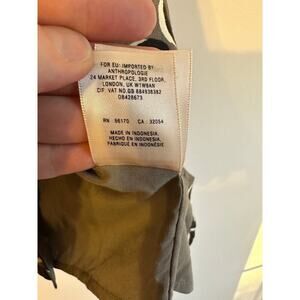 FOR EU: IMPORTED BY
ANTHROPOLOGIE
24 MARKET PLACE, 3RD FLOOR,
LONDON, UK W1W8AN
CIF: VAT NO.GB 884938382
OB428673
RN : 66170 CA : 32054
MADE IN INDONESIA,
HECHO EN INDONESIA,
FABRIQUÉ EN INDONÉSIE